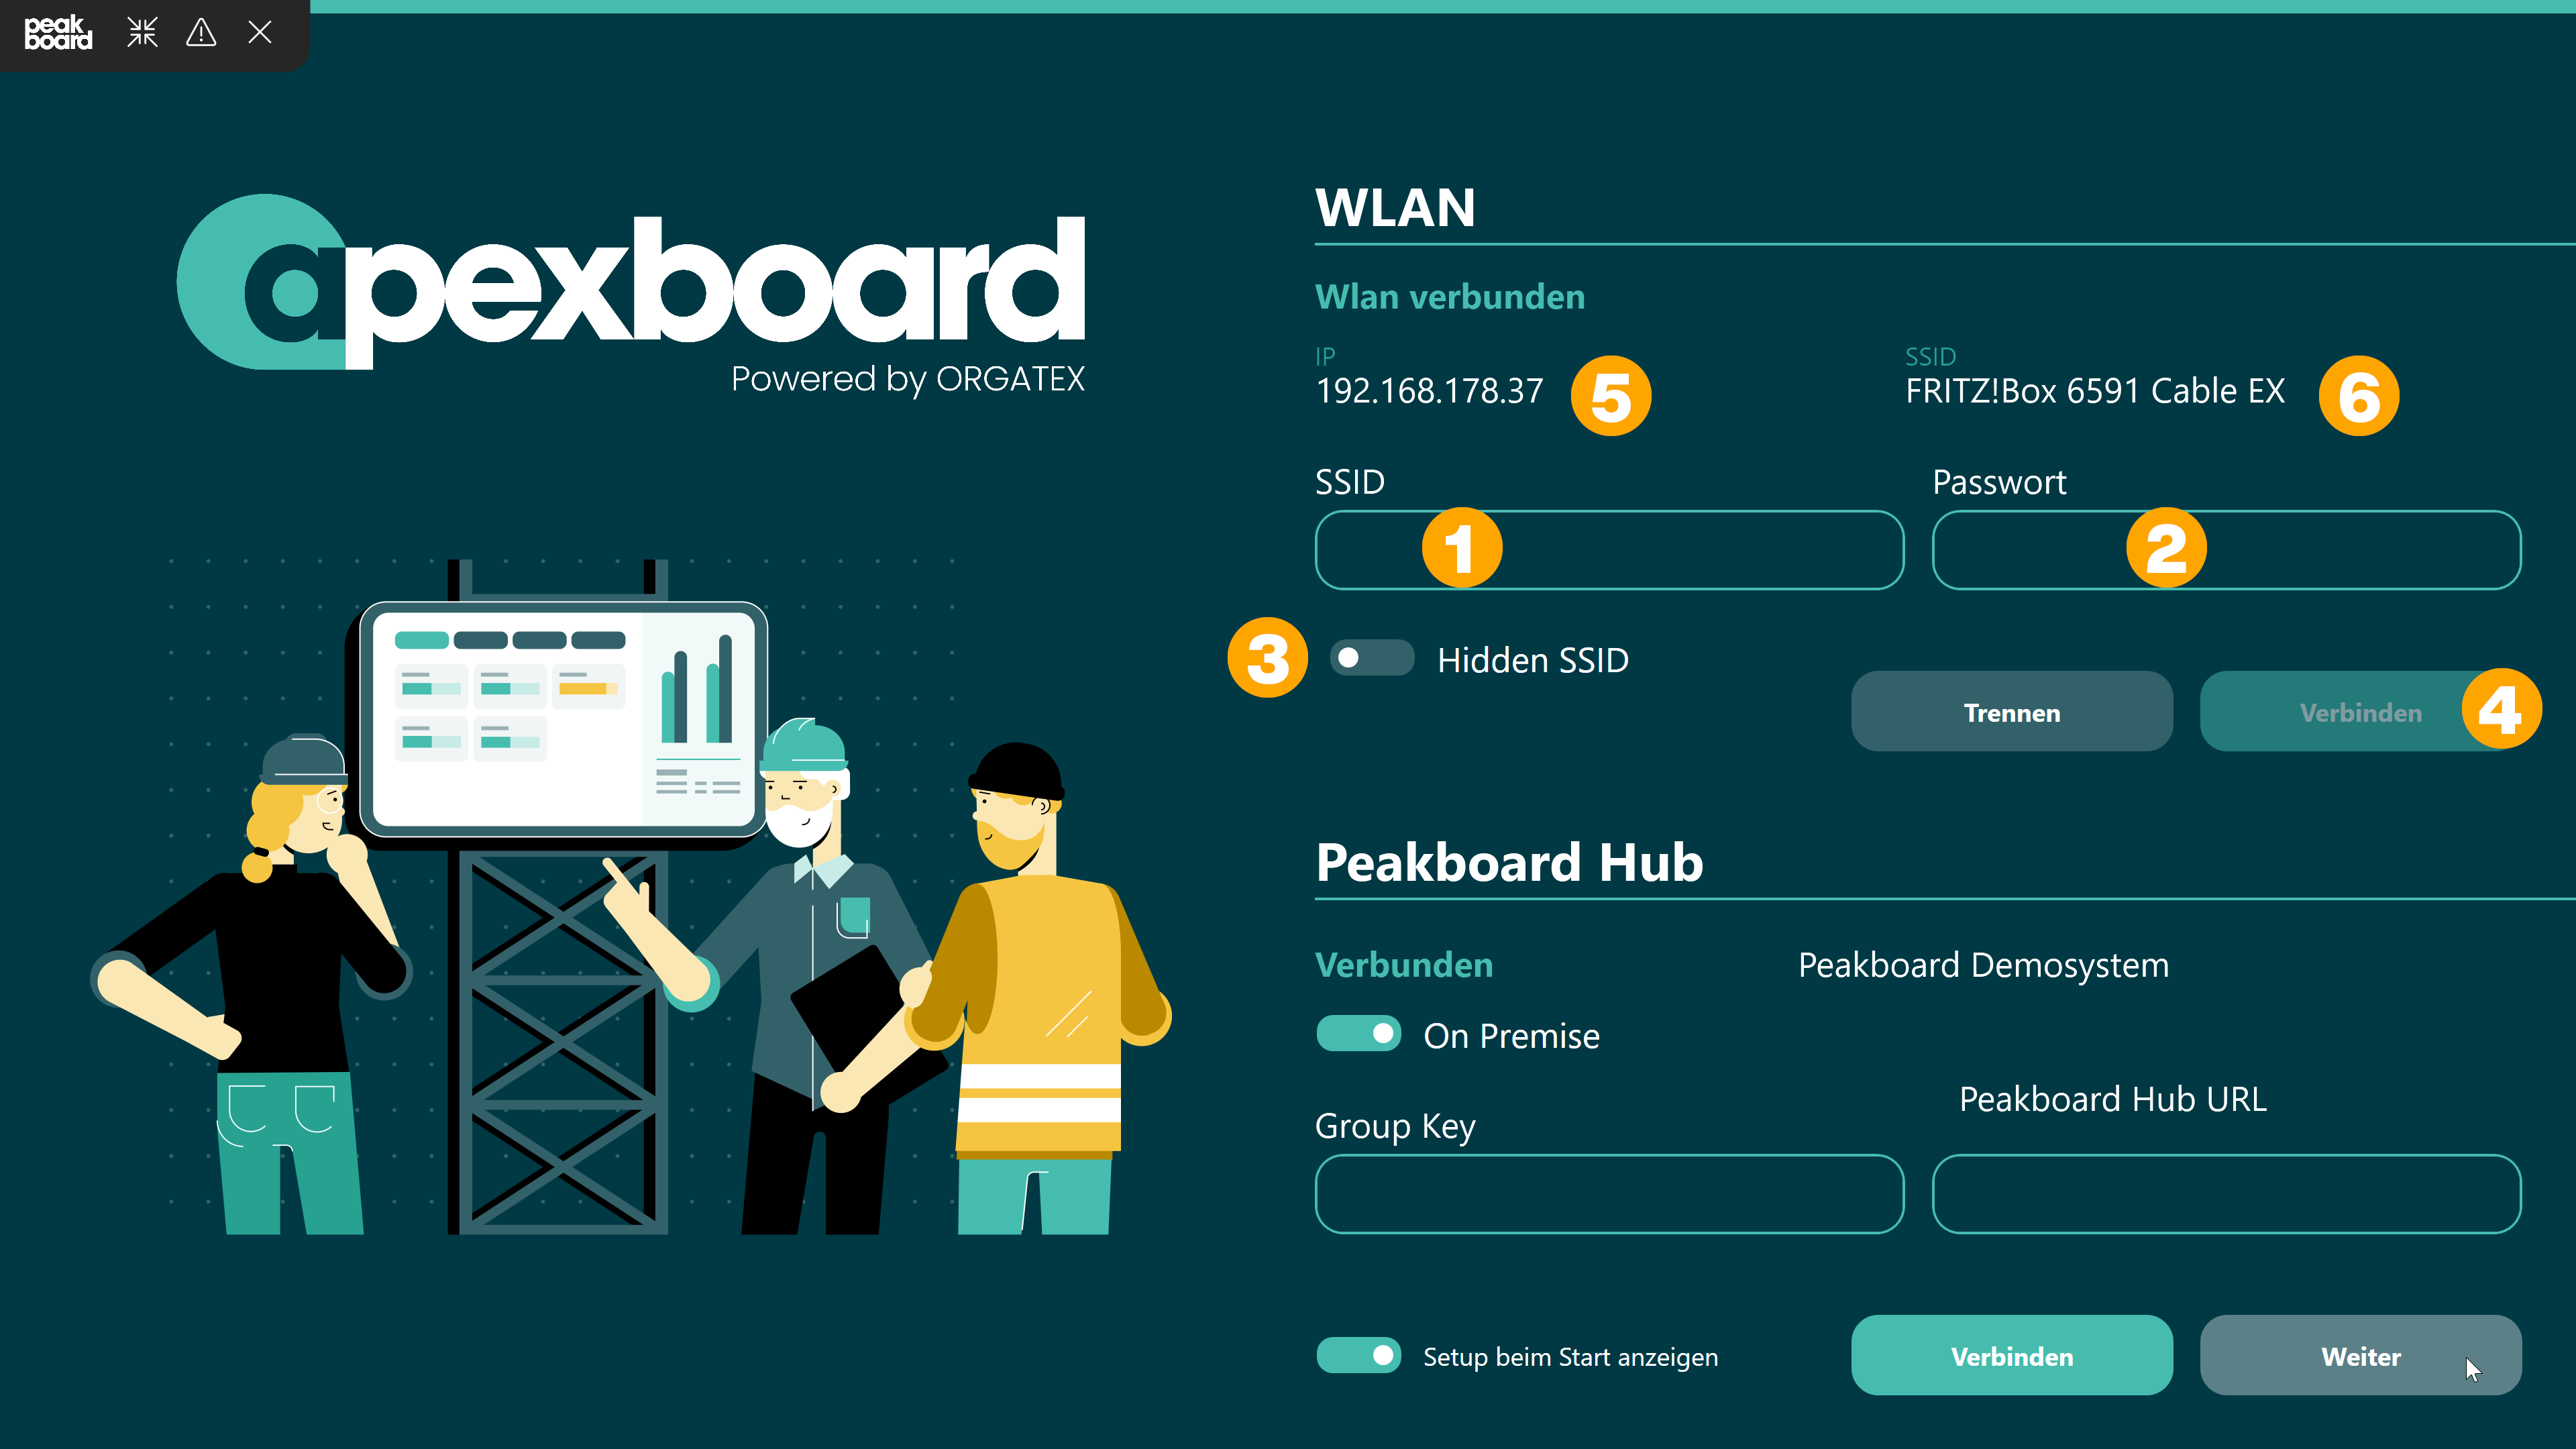 peak
board
apexboard
Powered by ORGATEX
WLAN
Wlan verbunden
IP
192.168.178.37
5
SSID
FRITZ!Box 6591 Cable EX
6
SSID
1
Passwort
2
3
Hidden SSID
Trennen
Verbinden
4
Peakboard Hub
Verbunden
Peakboard Demosystem
On Premise
Group Key
Peakboard Hub URL
Setup beim Start anzeigen
Verbinden
Weiter